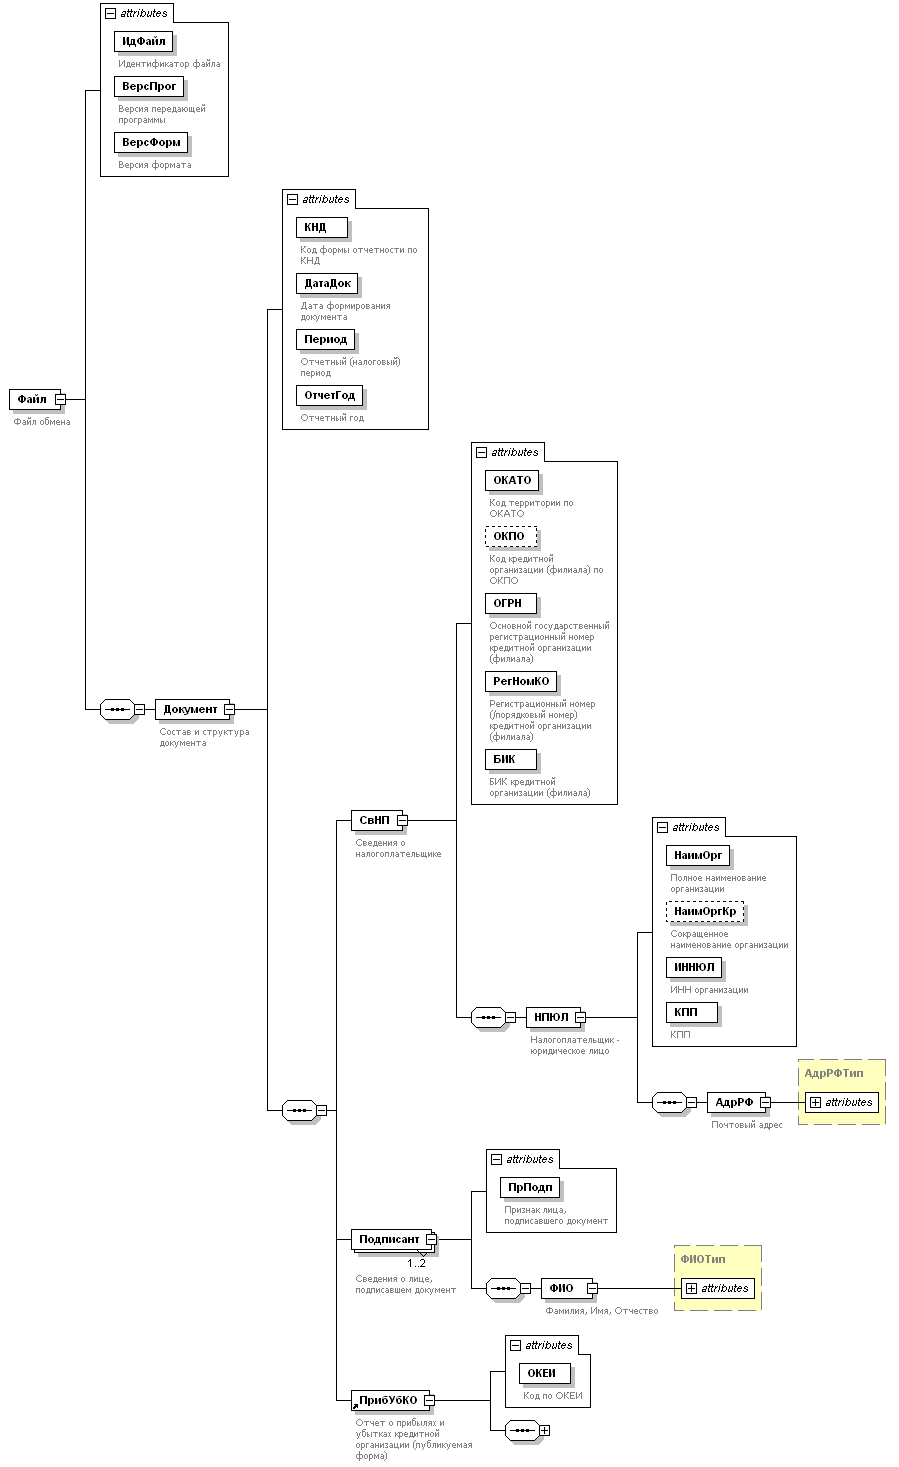 attributes
ИдФайл
Идентификатор файла
ВерсПрог
Версия передающей
программы
ВерсФорм
Версия формата
attributes
КНД
Код формы отчетности по
КНД
ДатаДок
Дата формирования
документа
Период
Отчетный (налоговый)
период
ОтчетГод
Отчетный год
Файл
Файл обмена
attributes
ОКАТО
Код территории по
ОКАТО
ОКПО
Код кредитной
организации (филиала) по
ОКПО
ОГРН
Основной государственный
регистрационный номер
кредитной организации
(филиала)
РегНомКО
Регистрационный номер
(/порядковый номер)
кредитной организации
(филиала)
БИК
БИК кредитной
организации (филиала)
Документ
Состав и структура
документа
СвНП
Сведения о
налогоплательщике
attributes
НаимОрг
Полное наименование
организации
НаимОргКр
Сокращенное
наименование организации
ИННЮЛ
ИНН организации
КПП
КПП
НПЮЛ
Налогоплательщик -
юридическое лицо
АдрРФ
Почтовый адрес
АдрРФТип
attributes
attributes
ПрПодп
Признак лица,
подписавшего документ
Подписант
1..2
Сведения о лице,
подписавшем документ
ФИО
Фамилия, Имя, Отчество
ФИОТип
attributes
attributes
ОКЕИ
Код по ОКЕИ
ПрибУбКО
Отчет о прибылях и
убытках кредитной
организации (публикуемая
форма)